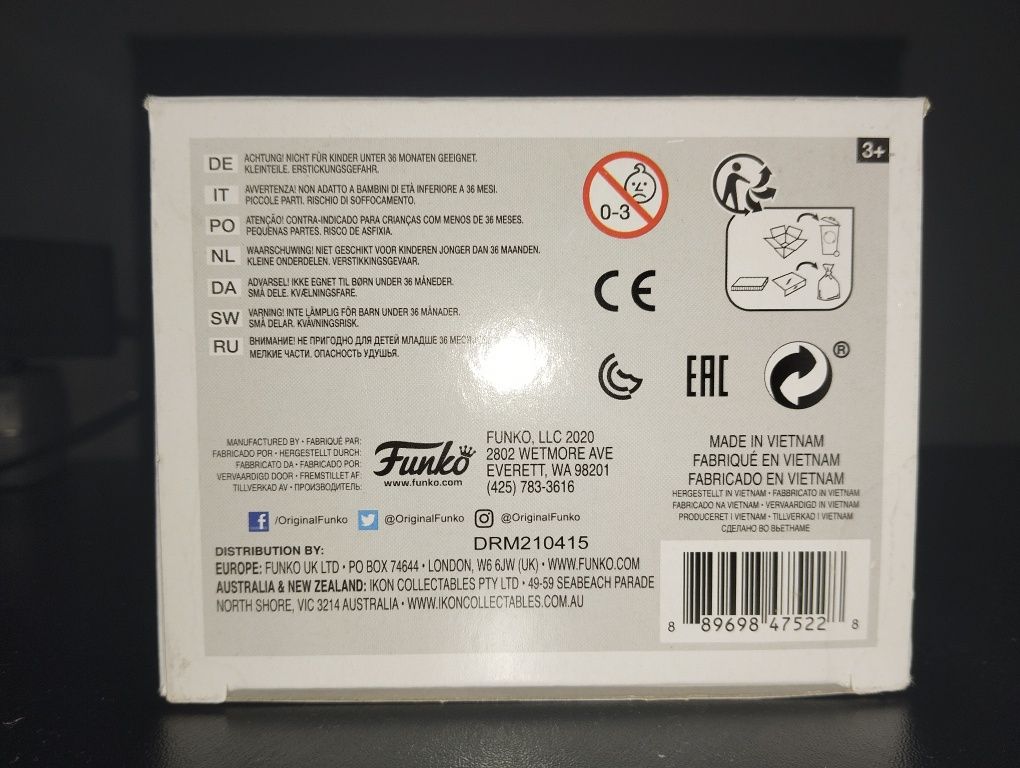 3+
DE ACHTUNG! NICHT FÜR KINDER UNTER 36 MONATEN GEEIGNET.
KLEINTEILE. ERSTICKUNGSGEFAHR.
IT AVVERTENZA! NON ADATTO A BAMBINI DI ETÀ INFERIORE A 36 MESI.
PICCOLE PARTI. RISCHIO DI SOFFOCAMENTO.
PO ATENÇÃO! CONTRA-INDICADO PARA CRIANÇAS COM MENOS DE 36 MESES.
PEQUENAS PARTES. RISCO DE ASFIXIA.
NL WAARSCHUWING! NIET GESCHIKT VOOR KINDEREN JONGER DAN 36 MAANDEN.
KLEINE ONDERDELEN. VERSTIKKINGSGEVAAR.
DA ADVARSEL! IKKE EGNET TIL BØRN UNDER 36 MÅNEDER.
SMÅ DELE. KVÆLNINGSFARE.
SW VARNING! INTE LÄMPLIG FÖR BARN UNDER 36 MÅNADER.
SMÅ DELAR. KVÄVNINGSRISK.
RU ВНИМАНИЕ! НЕ ПРИГОДНО ДЛЯ ДЕТЕЙ МЛАДШЕ 36
МЕЛКИЕ ЧАСТИ. ОПАСНОСТЬ УДУШЬЯ.
0-3
CE
EAC
®
MANUFACTURED BY • FABRIQUÉ PAR:
FABRICADO POR • HERGESTELLT DURCH:
FABBRICATO DA • FABRICADO POR:
VERVAARDIGD DOOR • FREMSTILLET AF:
TILLVERKAD AV • ПРОИЗВОДИТЕЛЬ:
Funko
www.funko.com
FUNKO, LLC 2020
2802 WETMORE AVE
EVERETT, WA 98201
(425) 783-3616
MADE IN VIETNAM
FABRIQUÉ EN VIETNAM
FABRICADO EN VIETNAM
HERGESTELLT IN VIETNAM • FABBRICATO IN VIETNAM
FABRICADO NA VIETNAM • VERVAARDIGD IN VIETNAM
PRODUCERET I VIETNAM • TILLVERKAD I VIETNAM
СДЕЛАНО ВО ВЬЕТНАМЕ
f /OriginalFunko @OriginalFunko @OriginalFunko
DRM210415
DISTRIBUTION BY:
EUROPE: FUNKO UK LTD • PO BOX 74644 • LONDON, W6 6JW (UK) • WWW.FUNKO.COM
AUSTRALIA & NEW ZEALAND: IKON COLLECTABLES PTY LTD • 49-59 SEABEACH PARADE
NORTH SHORE, VIC 3214 AUSTRALIA • WWW.IKONCOLLECTABLES.COM.AU
8 89698 47522 8